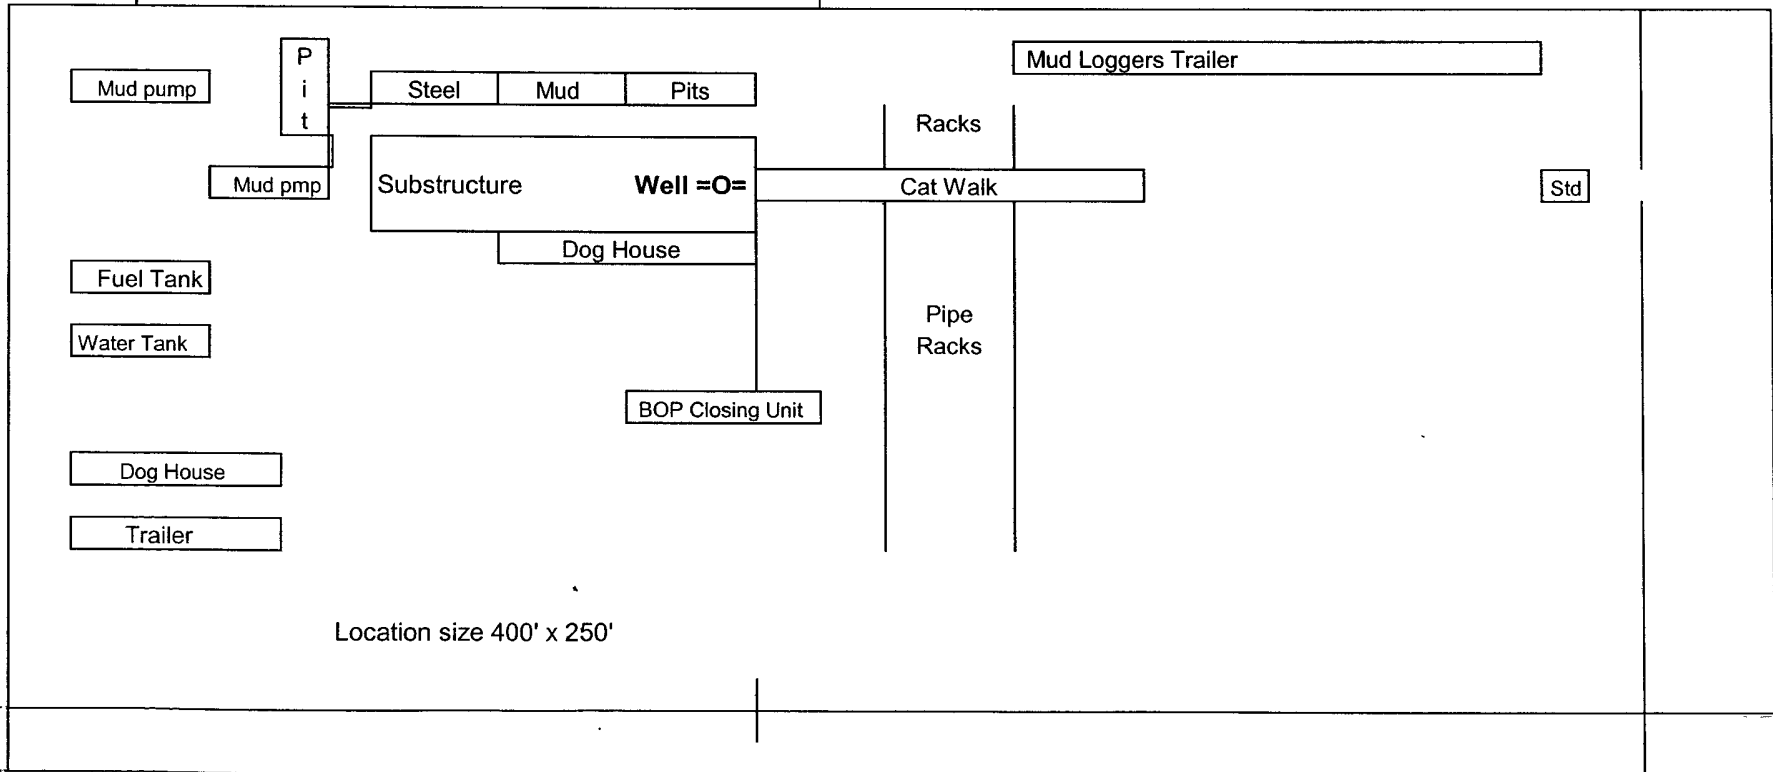 Mud Loggers Trailer
P
i
t
Mud pump
Steel Mud Pits
Racks
Mud pmp
Substructure Well =O=
Cat Walk
Std
Dog House
Fuel Tank
Pipe
Racks
Water Tank
BOP Closing Unit
Dog House
Trailer
Location size 400' x 250'